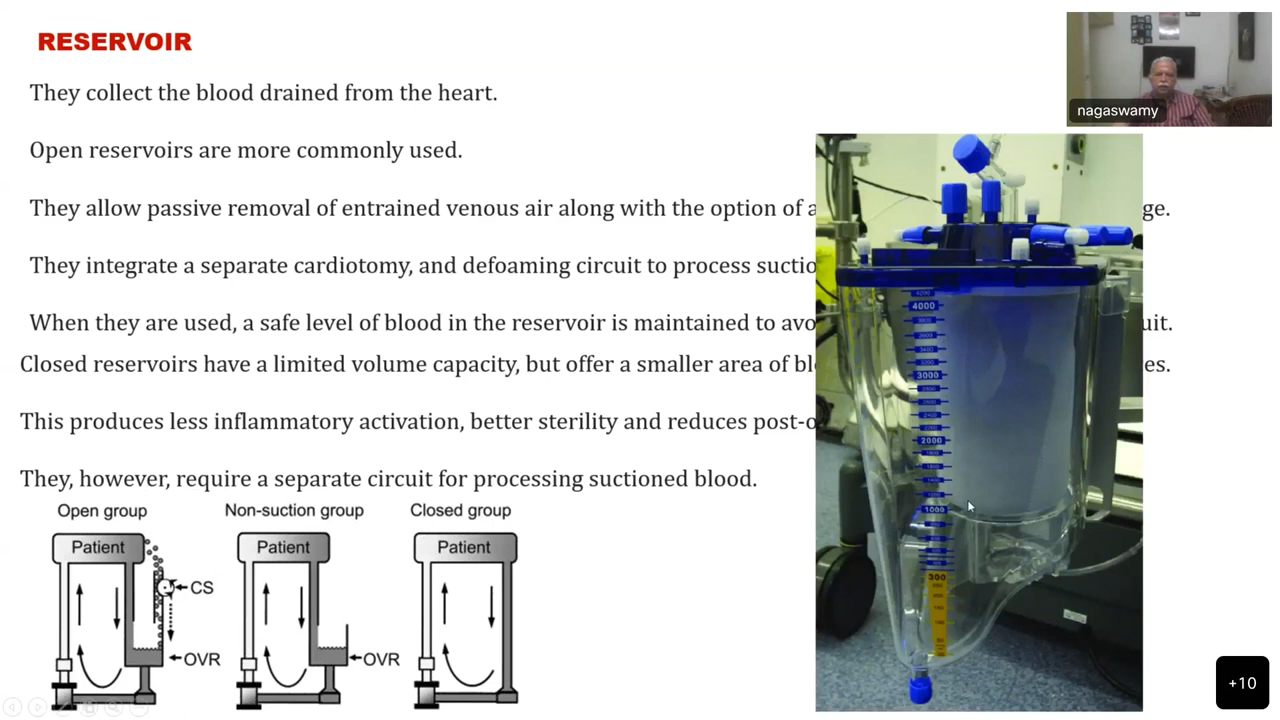 RESERVOIR
They collect the blood drained from the heart.
nagaswamy
Open reservoirs are more commonly used.
They allow passive removal of entrained venous air along with the option of a ge.
They integrate a separate cardiotomy, and defoaming circuit to process suctio
When they are used, a safe level of blood in the reservoir is maintained to avo uit.
Closed reservoirs have a limited volume capacity, but offer a smaller area of bl es.
This produces less inflammatory activation, better sterility and reduces post-o
They, however, require a separate circuit for processing suctioned blood.
4000
3000
2000
1000
500
Open group Non-suction group Closed group
Patient Patient Patient
CS
OVR OVR
+10